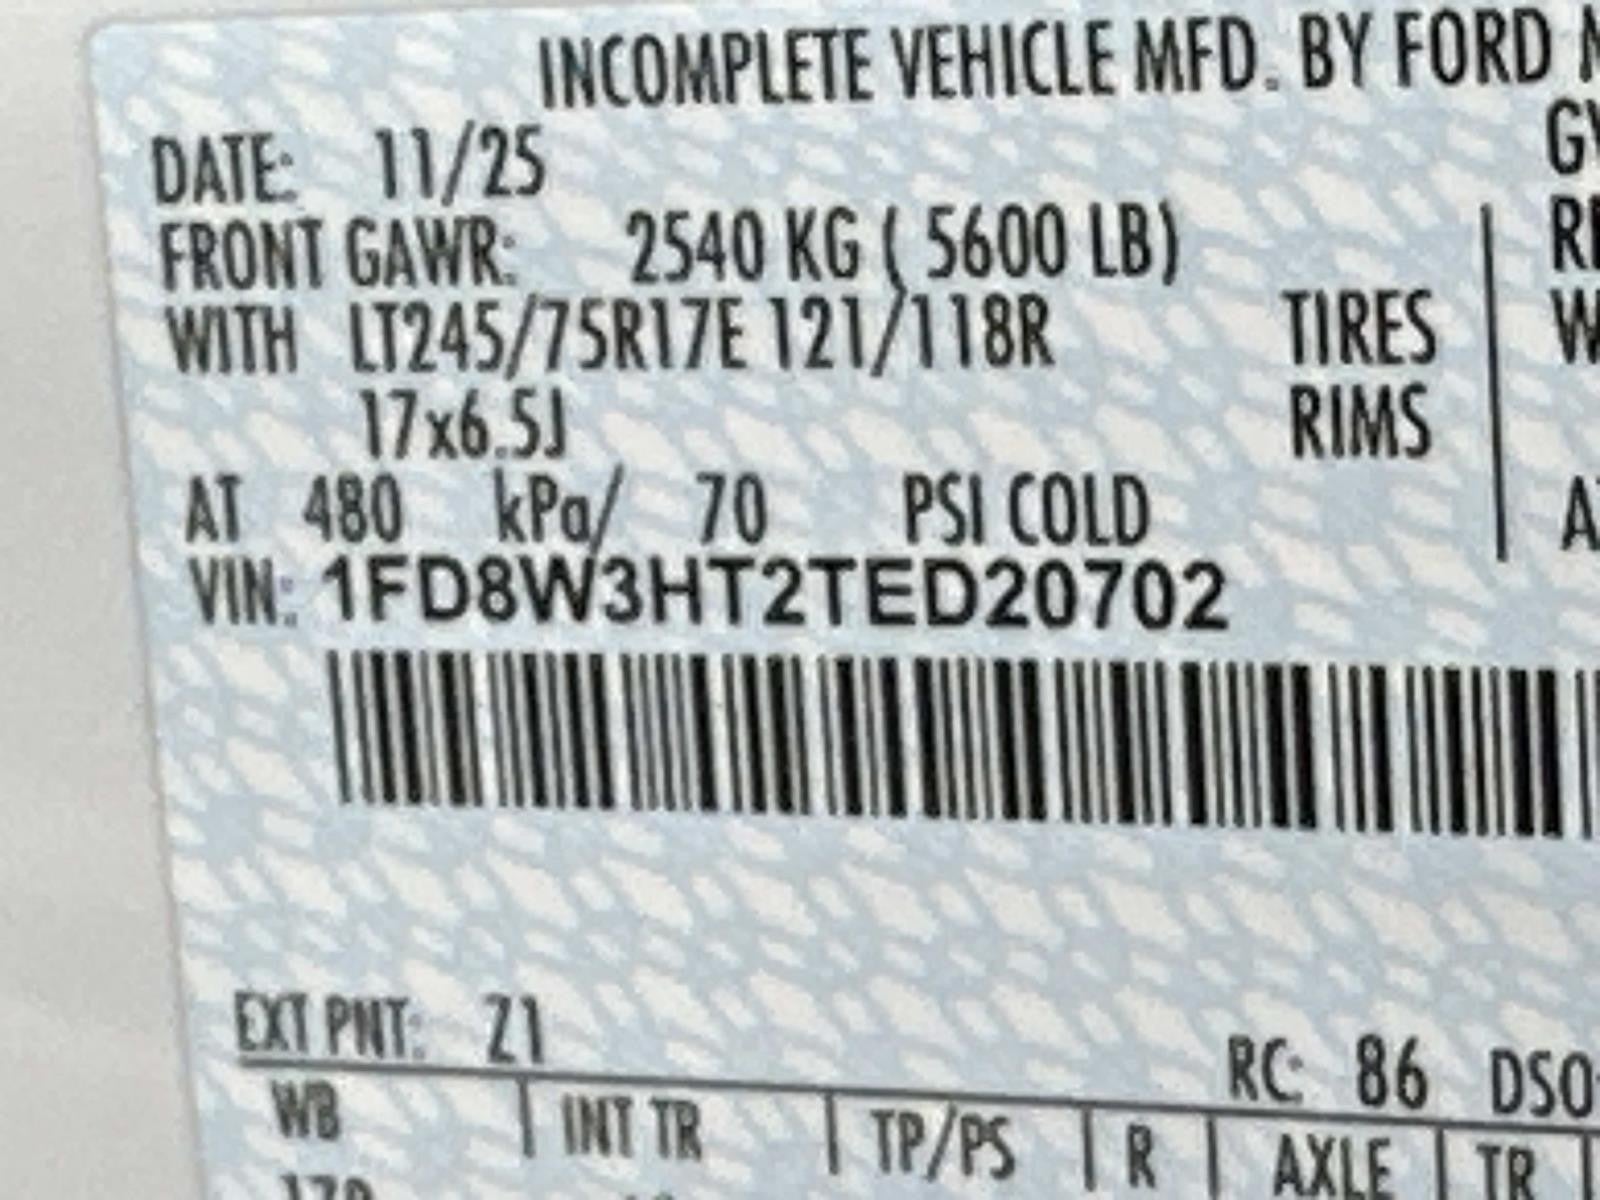 INCOMPLETE VEHICLE MFD. BY FORD
DATE: 11/25
FRONT GAWR: 2540 KG ( 5600 LB)
WITH LT245/75R17E 121/118R TIRES
17x6.5J RIMS
AT 480 kPa/ 70 PSI COLD
VIN: 1FD8W3HT2TED20702
EXT PNT: Z1
RC: 86 DSO
WB INT TR TP/PS R AXLE TR